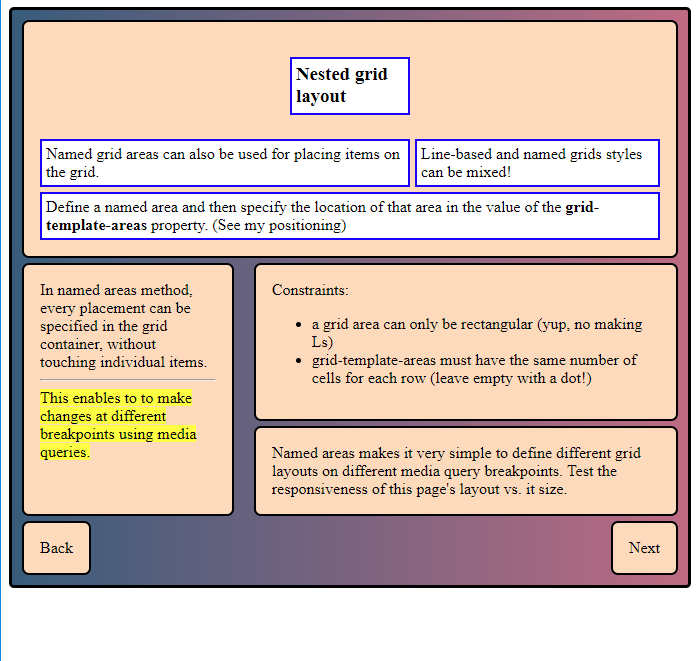 Nested grid
layout
Named grid areas can also be used for placing items on
the grid.
Line-based and named grids styles
can be mixed!
Define a named area and then specify the location of that area in the value of the grid-
template-areas property. (See my positioning)
In named areas method,
every placement can be
specified in the grid
container, without
touching individual items.
This enables to to make
changes at different
breakpoints using media
queries.
Constraints:
• a grid area can only be rectangular (yup, no making
Ls)
• grid-template-areas must have the same number of
cells for each row (leave empty with a dot!)
Named areas makes it very simple to define different grid
layouts on different media query breakpoints. Test the
responsiveness of this page's layout vs. it size.
Back
Next